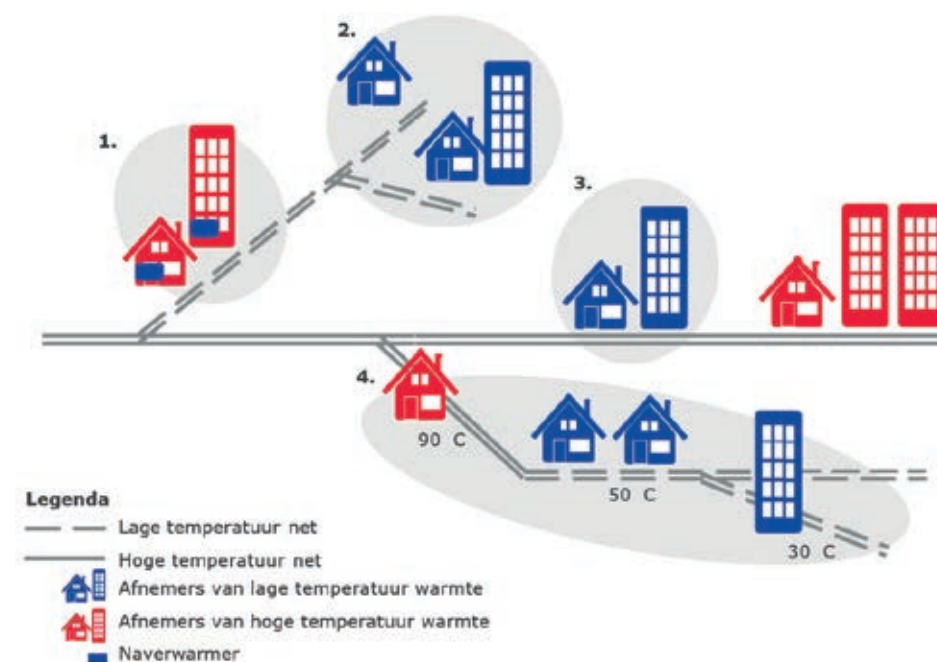 2.
1.
3.
4.
90 C
50 C
30 C
Legenda
Lage temperatuur net
Hoge temperatuur net
Afnemers van lage temperatuur warmte
Afnemers van hoge temperatuur warmte
Naverwarmer